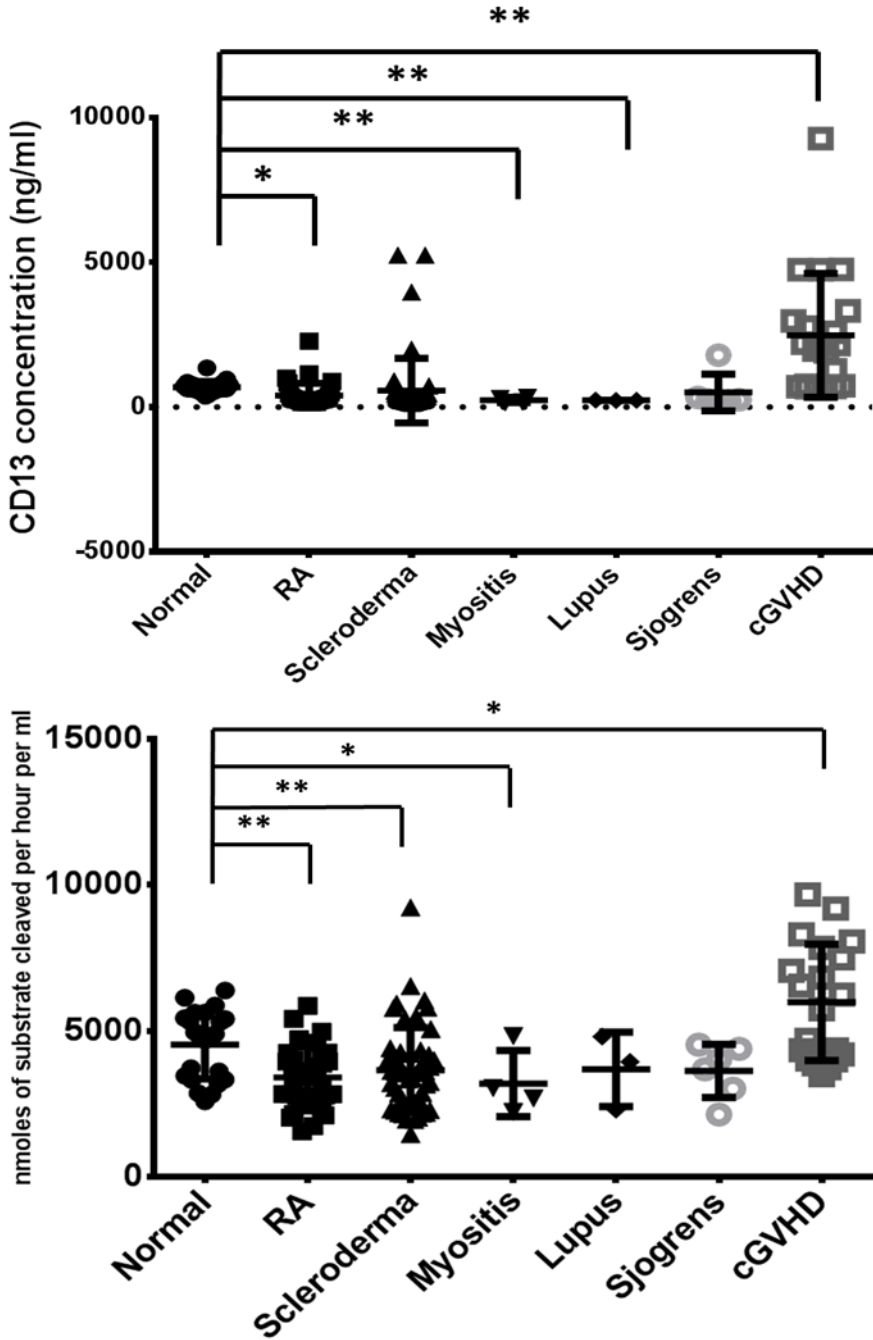 **
**
**
*
10000
5000
0
-5000
CD13 concentration (ng/ml)
Normal
RA
Scleroderma
Myositis
Lupus
Sjogrens
cGVHD
*
*
**
**
15000
10000
5000
0
nmoles of substrate cleaved per hour per ml
Normal
RA
Scleroderma
Myositis
Lupus
Sjogrens
cGVHD